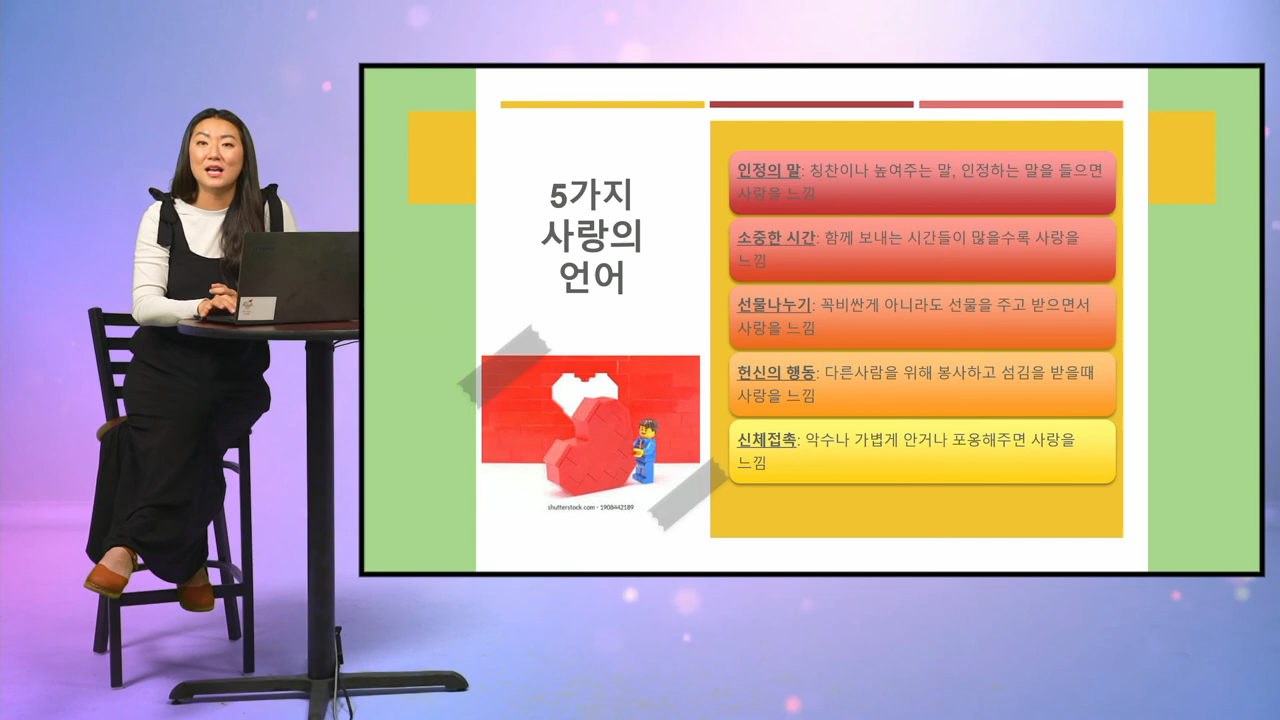 5가지
사랑의
언어
인정의 말: 칭찬이나 높여주는 말, 인정하는 말을 들으면
사랑을 느낌
소중한 시간: 함께 보내는 시간들이 많을수록 사랑을
느낌
선물나누기: 꼭비싼게 아니라도 선물을 주고 받으면서
사랑을 느낌
헌신의 행동: 다른사람을 위해 봉사하고 섬김을 받을때
사랑을 느낌
신체접촉: 악수나 가볍게 안거나 포옹해주면 사랑을
느낌
shutterstock.com · 1908442189